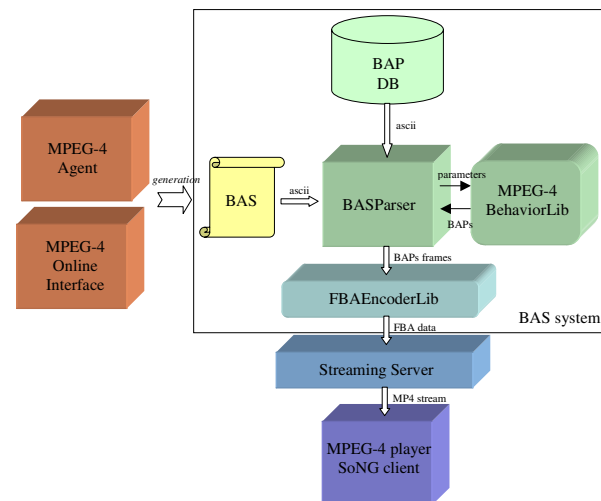 BAP
DB
ascii
MPEG-4
Agent
generation
BAS
ascii
BASParser
parameters
MPEG-4
BehaviorLib
BAPs
MPEG-4
Online
Interface
BAPs frames
FBAEncoderLib
BAS system
FBA data
Streaming Server
MP4 stream
MPEG-4 player
SoNG client